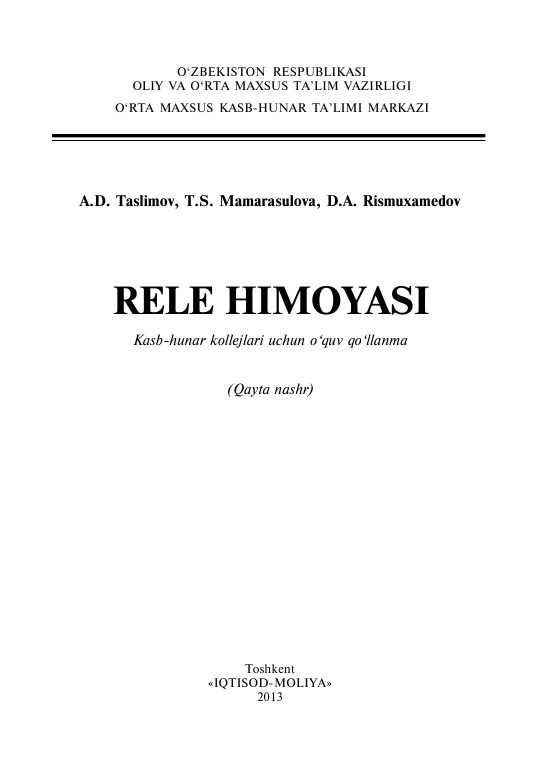 O‘ZBEKISTON RESPUBLIKASI
OLIY VA O‘RTA MAXSUS TA’LIM VAZIRLIGI
O‘RTA MAXSUS KASB-HUNAR TA’LIMI MARKAZI
A.D. Taslimov, T.S. Mamarasulova, D.A. Rismuxamedov
RELE HIMOYASI
Kasb-hunar kollejlari uchun o‘quv qo‘llanma
(Qayta nashr)
Toshkent
«IQTISOD-MOLIYA»
2013